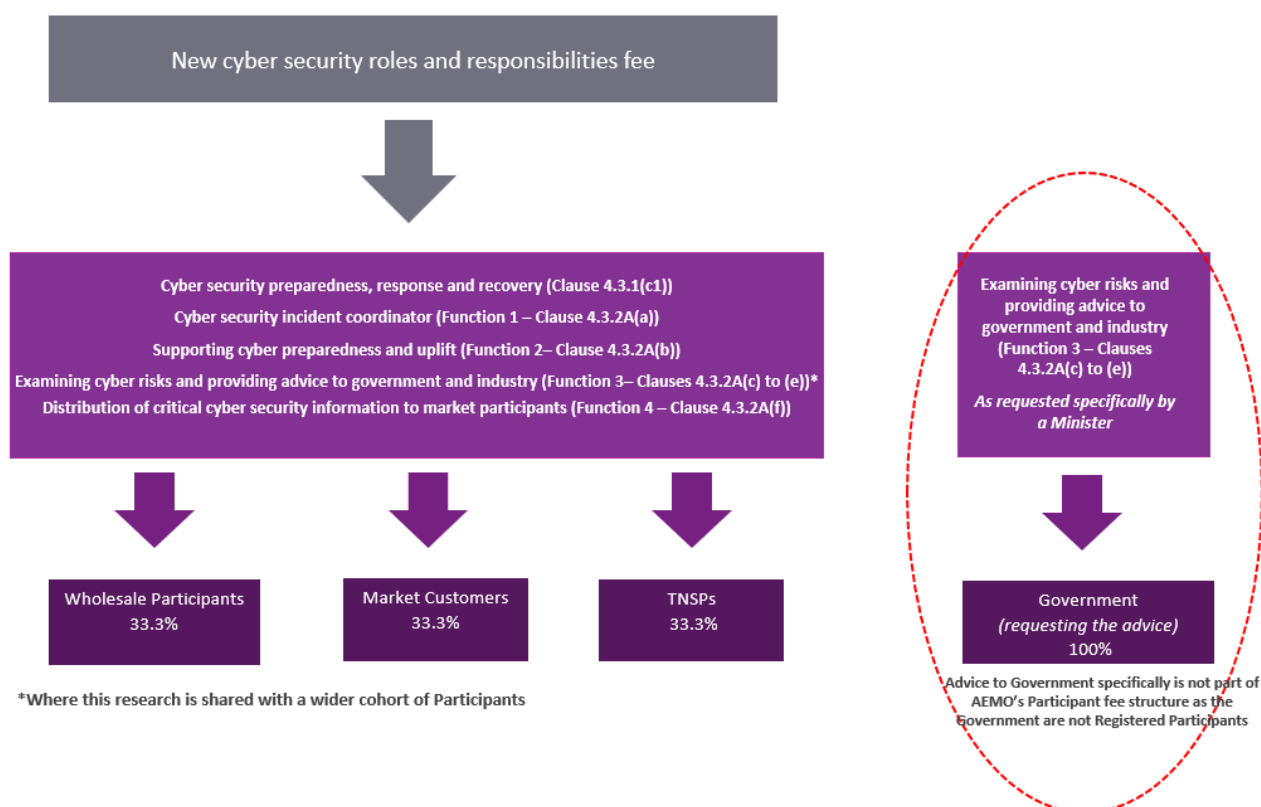 New cyber security roles and responsibilities fee
Cyber security preparedness, response and recovery (Clause 4.3.1(c1))
Cyber security incident coordinator (Function 1 – Clause 4.3.2A(a))
Supporting cyber preparedness and uplift (Function 2– Clause 4.3.2A(b))
Examining cyber risks and providing advice to government and industry (Function 3– Clauses 4.3.2A(c) to (e))*
Distribution of critical cyber security information to market participants (Function 4 – Clause 4.3.2A(f))
Wholesale Participants
33.3%
Market Customers
33.3%
TNSPs
33.3%
*Where this research is shared with a wider cohort of Participants
Examining cyber risks and
providing advice to
government and industry
(Function 3 – Clauses
4.3.2A(c) to (e))
As requested specifically by
a Minister
Government
(requesting the advice)
100%
Advice to Government specifically is not part of
AEMO's Participant fee structure as the
Government are not Registered Participants